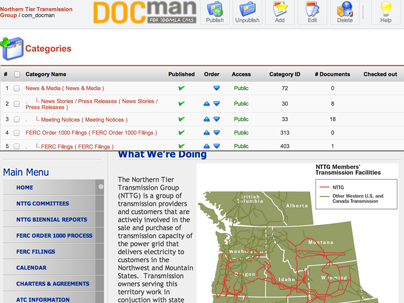 Northern Tier Transmission
Group / com_docman
DOCman
FOR JOOMLA CMS
Publish Unpublish Add Edit Delete Help
Categories
# Category Name Published Order Access Category ID # Documents Checked out
1 News & Media ( News & Media ) Public 72 0
2 News Stories / Press Releases ( News Stories /
Press Releases ) Public 30 8
3 Meeting Notices ( Meeting Notices ) Public 33 18
4 FERC Order 1000 Filings ( FERC Order 1000 Filings ) Public 313 0
5 FERC Filings ( FERC Filings ) Public 403 1
What We're Doing
Main Menu
HOME
NTTG COMMITTEES
NTTG BIENNIAL REPORTS
FERC ORDER 1000 PROCESS
FERC FILINGS
CALENDAR
CHARTERS & AGREEMENTS
ATC INFORMATION
The Northern Tier
Transmission Group
(NTTG) is a group of
transmission providers
and customers that are
actively involved in the
sale and purchase of
transmission capacity of
the power grid that
delivers electricity to
customers in the
Northwest and Mountain
States. Transmission
owners serving this
territory work in
conjuction with state
NTTG Members'
Transmission Facilities
NTTG
Other Western U.S. and
Canada Transmission
British
Columbia
Alberta
Montana
Oregon
Idaho
Wyoming